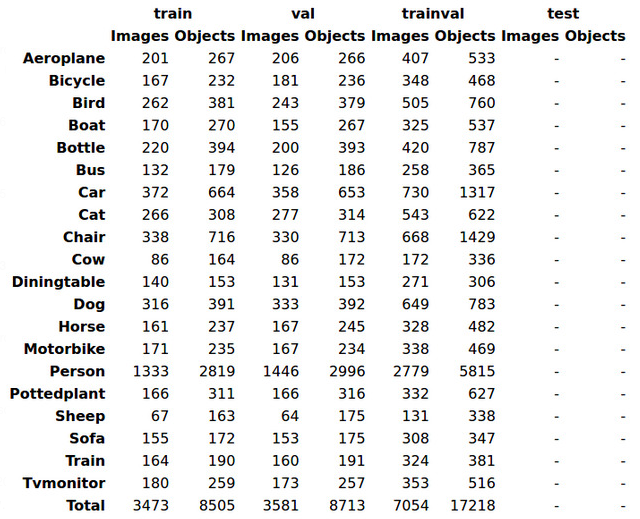 train val trainval test
Images Objects Images Objects Images Objects Images Objects
Aeroplane 201 267 206 266 407 533 - -
Bicycle 167 232 181 236 348 468 - -
Bird 262 381 243 379 505 760 - -
Boat 170 270 155 267 325 537 - -
Bottle 220 394 200 393 420 787 - -
Bus 132 179 126 186 258 365 - -
Car 372 664 358 653 730 1317 - -
Cat 266 308 277 314 543 622 - -
Chair 338 716 330 713 668 1429 - -
Cow 86 164 86 172 172 336 - -
Diningtable 140 153 131 153 271 306 - -
Dog 316 391 333 392 649 783 - -
Horse 161 237 167 245 328 482 - -
Motorbike 171 235 167 234 338 469 - -
Person 1333 2819 1446 2996 2779 5815 - -
Pottedplant 166 311 166 316 332 627 - -
Sheep 67 163 64 175 131 338 - -
Sofa 155 172 153 175 308 347 - -
Train 164 190 160 191 324 381 - -
Tvmonitor 180 259 173 257 353 516 - -
Total 3473 8505 3581 8713 7054 17218 - -